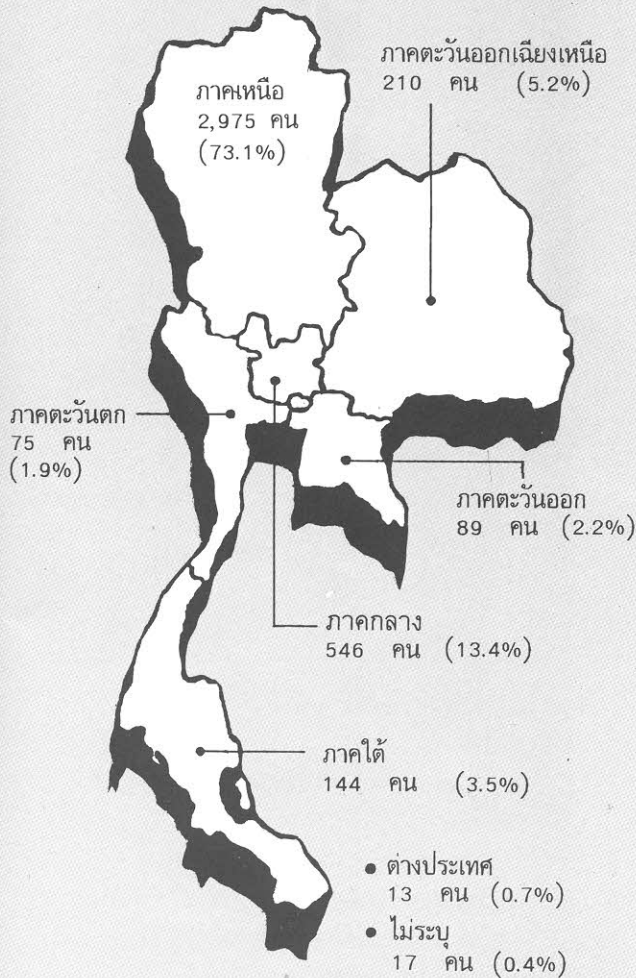 ภาคตะวันออกเฉียงเหนือ
210 คน (5.2%)
ภาคเหนือ
2,975 คน
(73.1%)
ภาคตะวันตก
75 คน
(1.9%)
ภาคตะวันออก
89 คน (2.2%)
ภาคกลาง
546 คน (13.4%)
ภาคใต้
144 คน (3.5%)
• ต่างประเทศ
13 คน (0.7%)
• ไม่ระบุ
17 คน (0.4%)